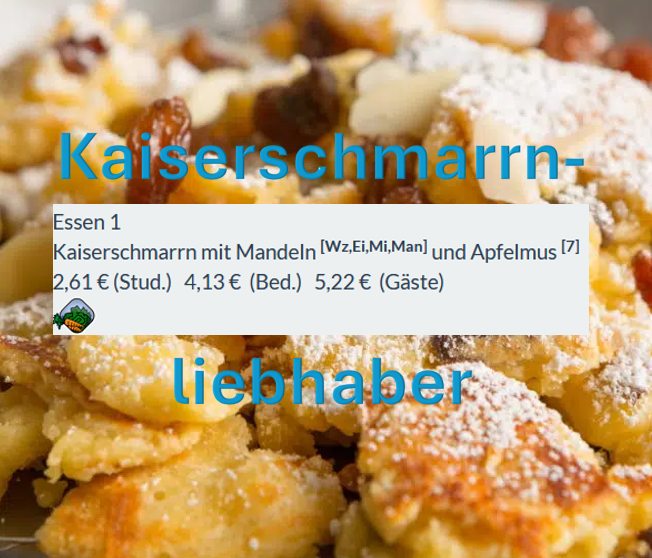 Kaiserschmarrn-
Essen 1
Kaiserschmarrn mit Mandeln [Wz,Ei,Mi,Man] und Apfelmus [7]
2,61 € (Stud.) 4,13 € (Bed.) 5,22 € (Gäste)
liebhaber